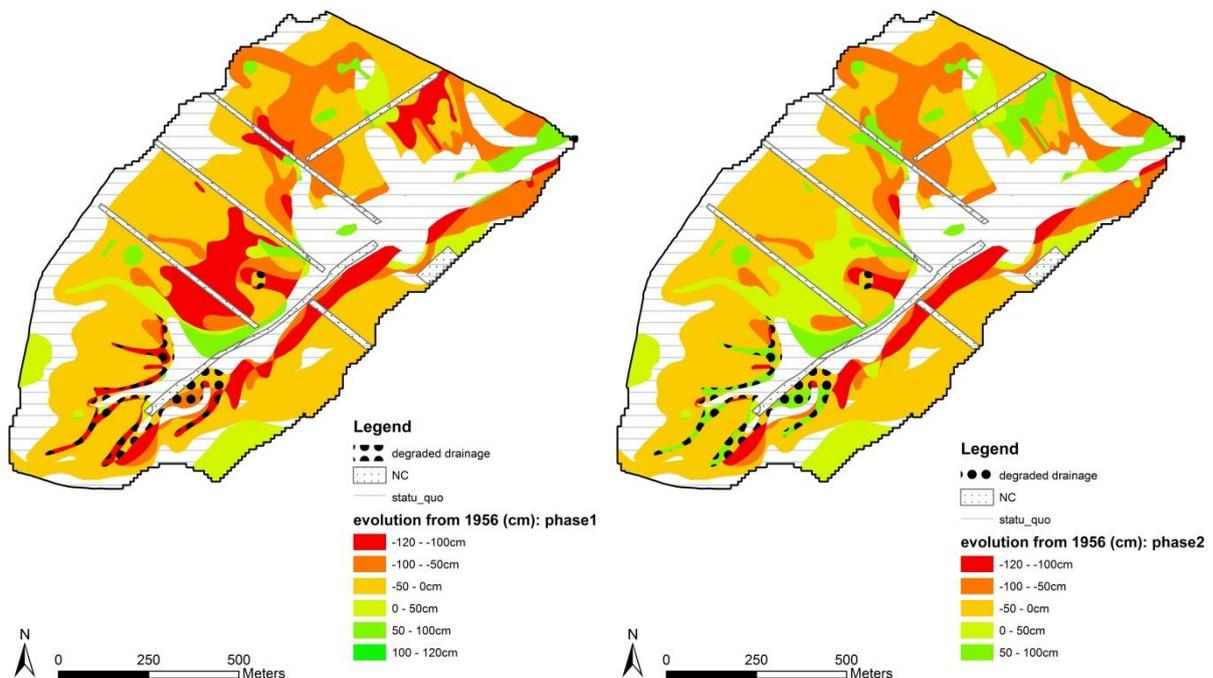 Legend
degraded drainage
NC
statu_quo
evolution from 1956 (cm): phase1
-120 - -100cm
-100 - -50cm
-50 - 0cm
0 - 50cm
50 - 100cm
100 - 120cm
N
0 250 500
Meters
Legend
degraded drainage
NC
statu_quo
evolution from 1956 (cm): phase2
-120 - -100cm
-100 - -50cm
-50 - 0cm
0 - 50cm
50 - 100cm
N
0 250 500
Meters